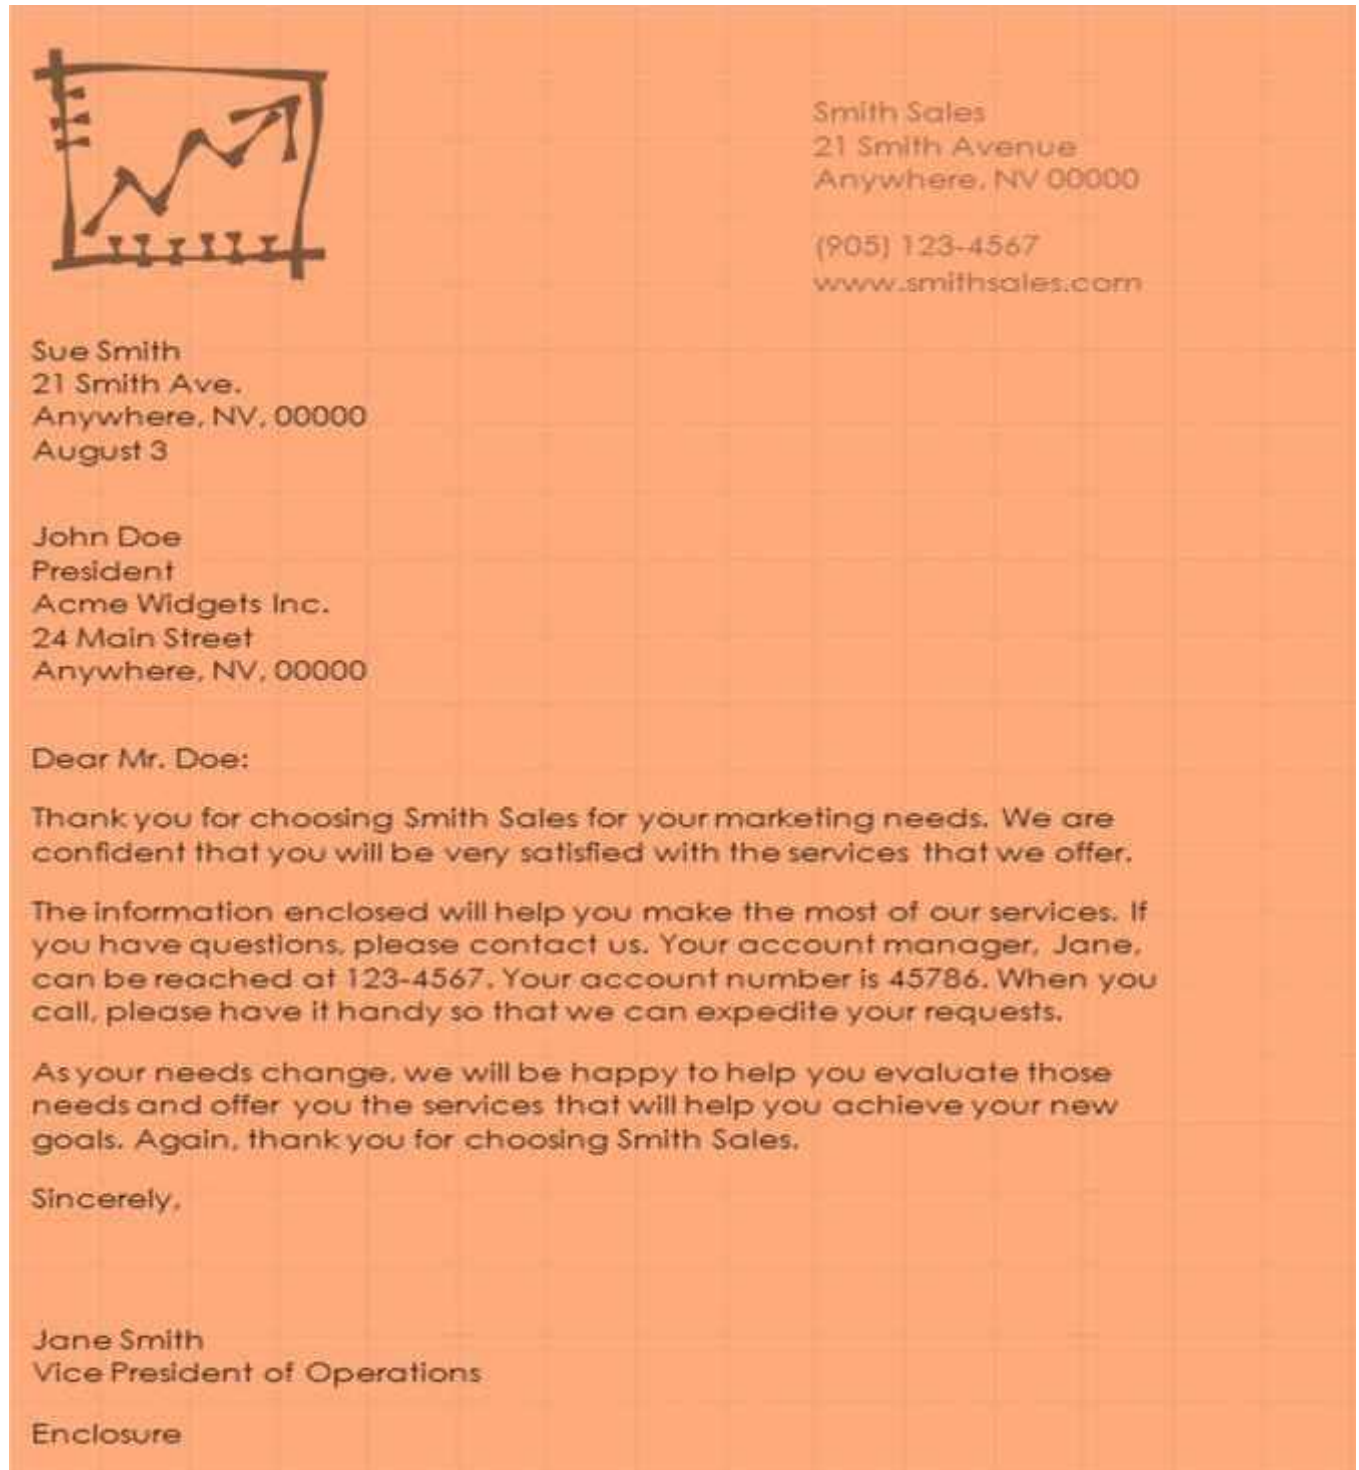 Smith Sales
21 Smith Avenue
Anywhere, NV 00000
(905) 123-4567
www.smithsales.com
Sue Smith
21 Smith Ave.
Anywhere, NV, 00000
August 3
John Doe
President
Acme Widgets Inc.
24 Main Street
Anywhere, NV, 00000
Dear Mr. Doe:
Thank you for choosing Smith Sales for your marketing needs. We are
confident that you will be very satisfied with the services that we offer.
The information enclosed will help you make the most of our services. If
you have questions, please contact us. Your account manager, Jane,
can be reached at 123-4567. Your account number is 45786. When you
call, please have it handy so that we can expedite your requests.
As your needs change, we will be happy to help you evaluate those
needs and offer you the services that will help you achieve your new
goals. Again, thank you for choosing Smith Sales.
Sincerely,
Jane Smith
Vice President of Operations
Enclosure